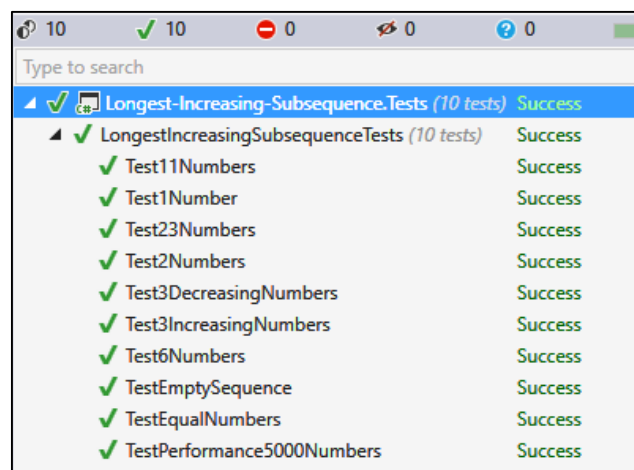 10 10 0 0 0
Type to search
C# Longest-Increasing-Subsequence.Tests (10 tests) Success
LongestIncreasingSubsequenceTests (10 tests) Success
Test11Numbers Success
Test1Number Success
Test23Numbers Success
Test2Numbers Success
Test3DecreasingNumbers Success
Test3IncreasingNumbers Success
Test6Numbers Success
TestEmptySequence Success
TestEqualNumbers Success
TestPerformance5000Numbers Success